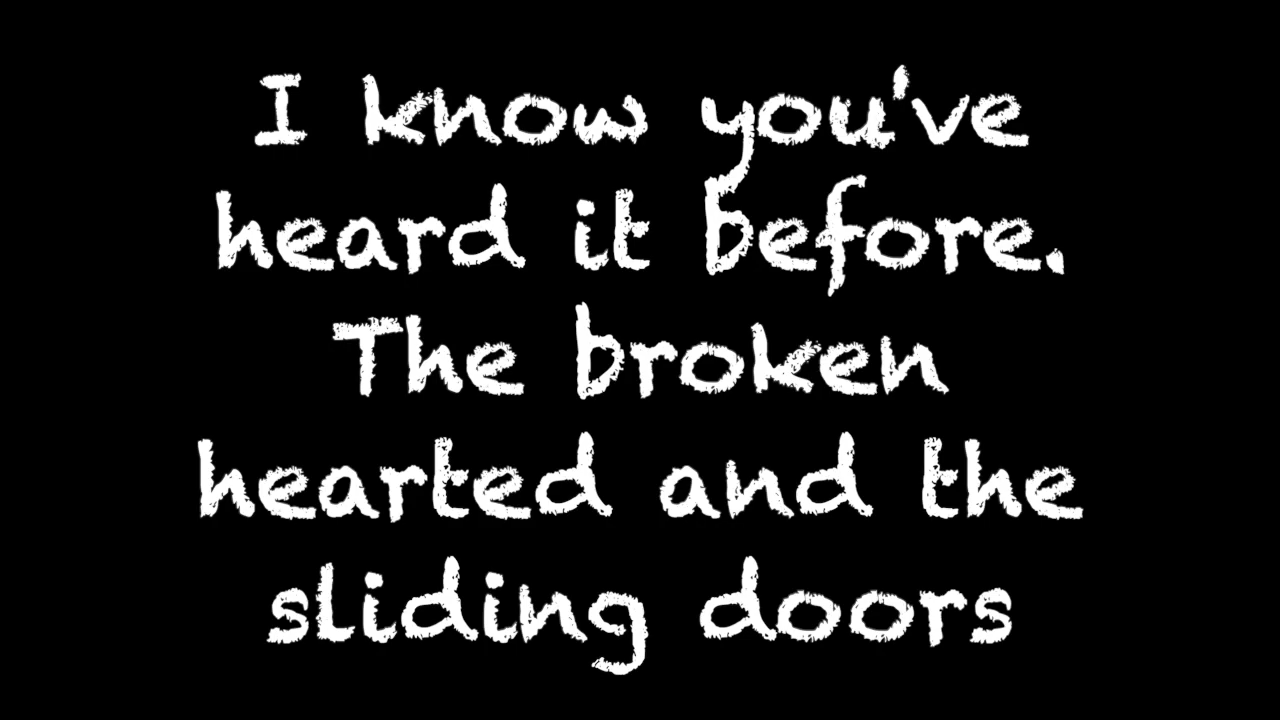 I know you've
heard it before.
The broken
hearted and the
sliding doors